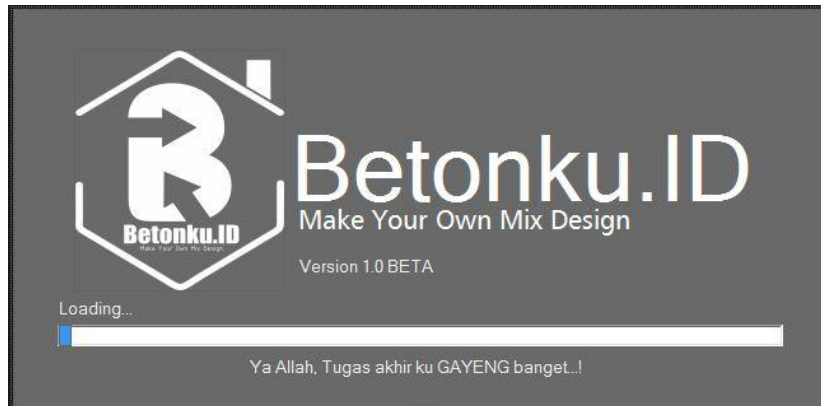 Betonku.ID
Make Your Own Mix Design
Betonku.ID
Make Your Own Mix Design
Version 1.0 BETA
Loading...
Ya Allah, Tugas akhir ku GAYENG banget...!